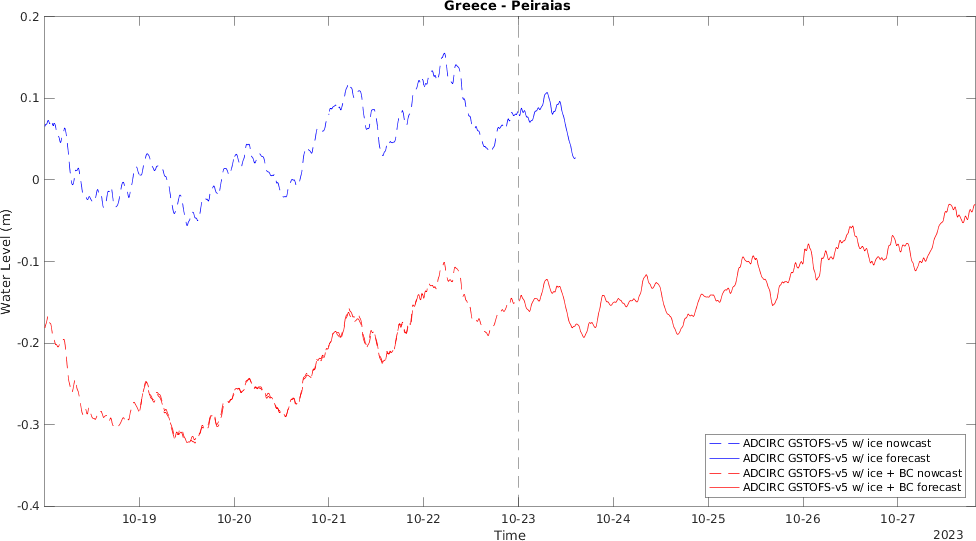 Greece - Peiraias
0.2
0.1
0
-0.1
-0.2
-0.3
-0.4
Water Level (m)
10-19
10-20
10-21
10-22
10-23
10-24
10-25
10-26
10-27
Time
2023
ADCIRC GSTOFS-v5 w/ ice nowcast
ADCIRC GSTOFS-v5 w/ ice forecast
ADCIRC GSTOFS-v5 w/ ice + BC nowcast
ADCIRC GSTOFS-v5 w/ ice + BC forecast